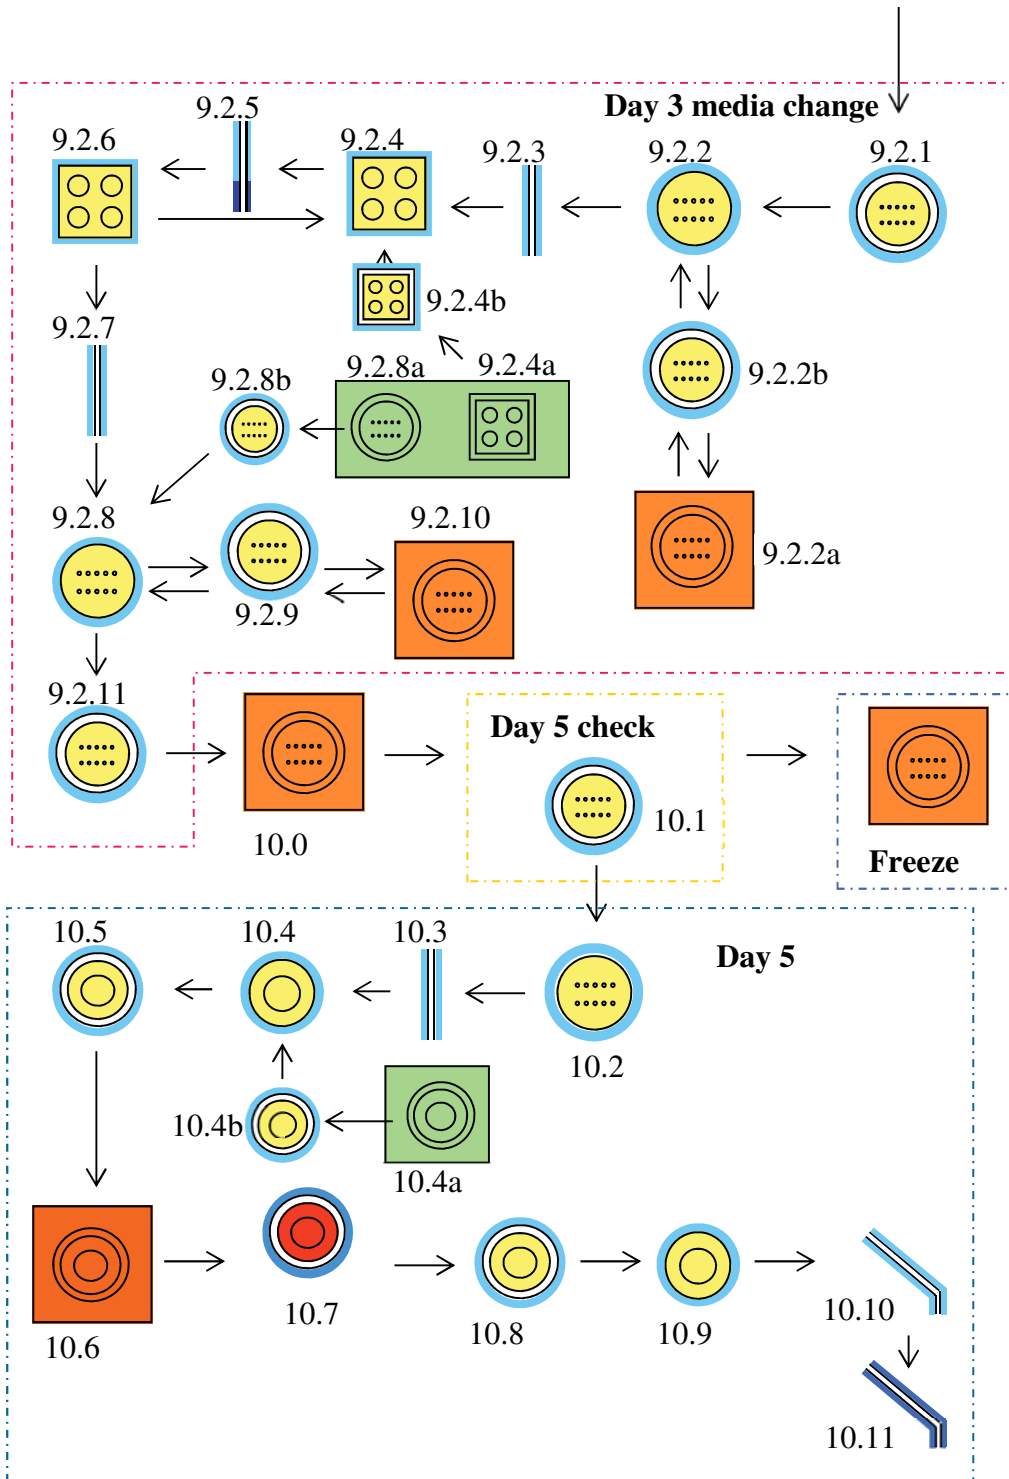 Day 3 media change
9.2.5
9.2.6
9.2.4
9.2.3
9.2.2
9.2.1
9.2.4b
9.2.7
9.2.8a
9.2.4a
9.2.8b
9.2.2b
9.2.8
9.2.10
9.2.2a
9.2.9
9.2.11
Day 5 check
10.1
10.0
Freeze
10.5
10.4
10.3
Day 5
10.2
10.4b
10.4a
10.7
10.6
10.8
10.9
10.10
10.11